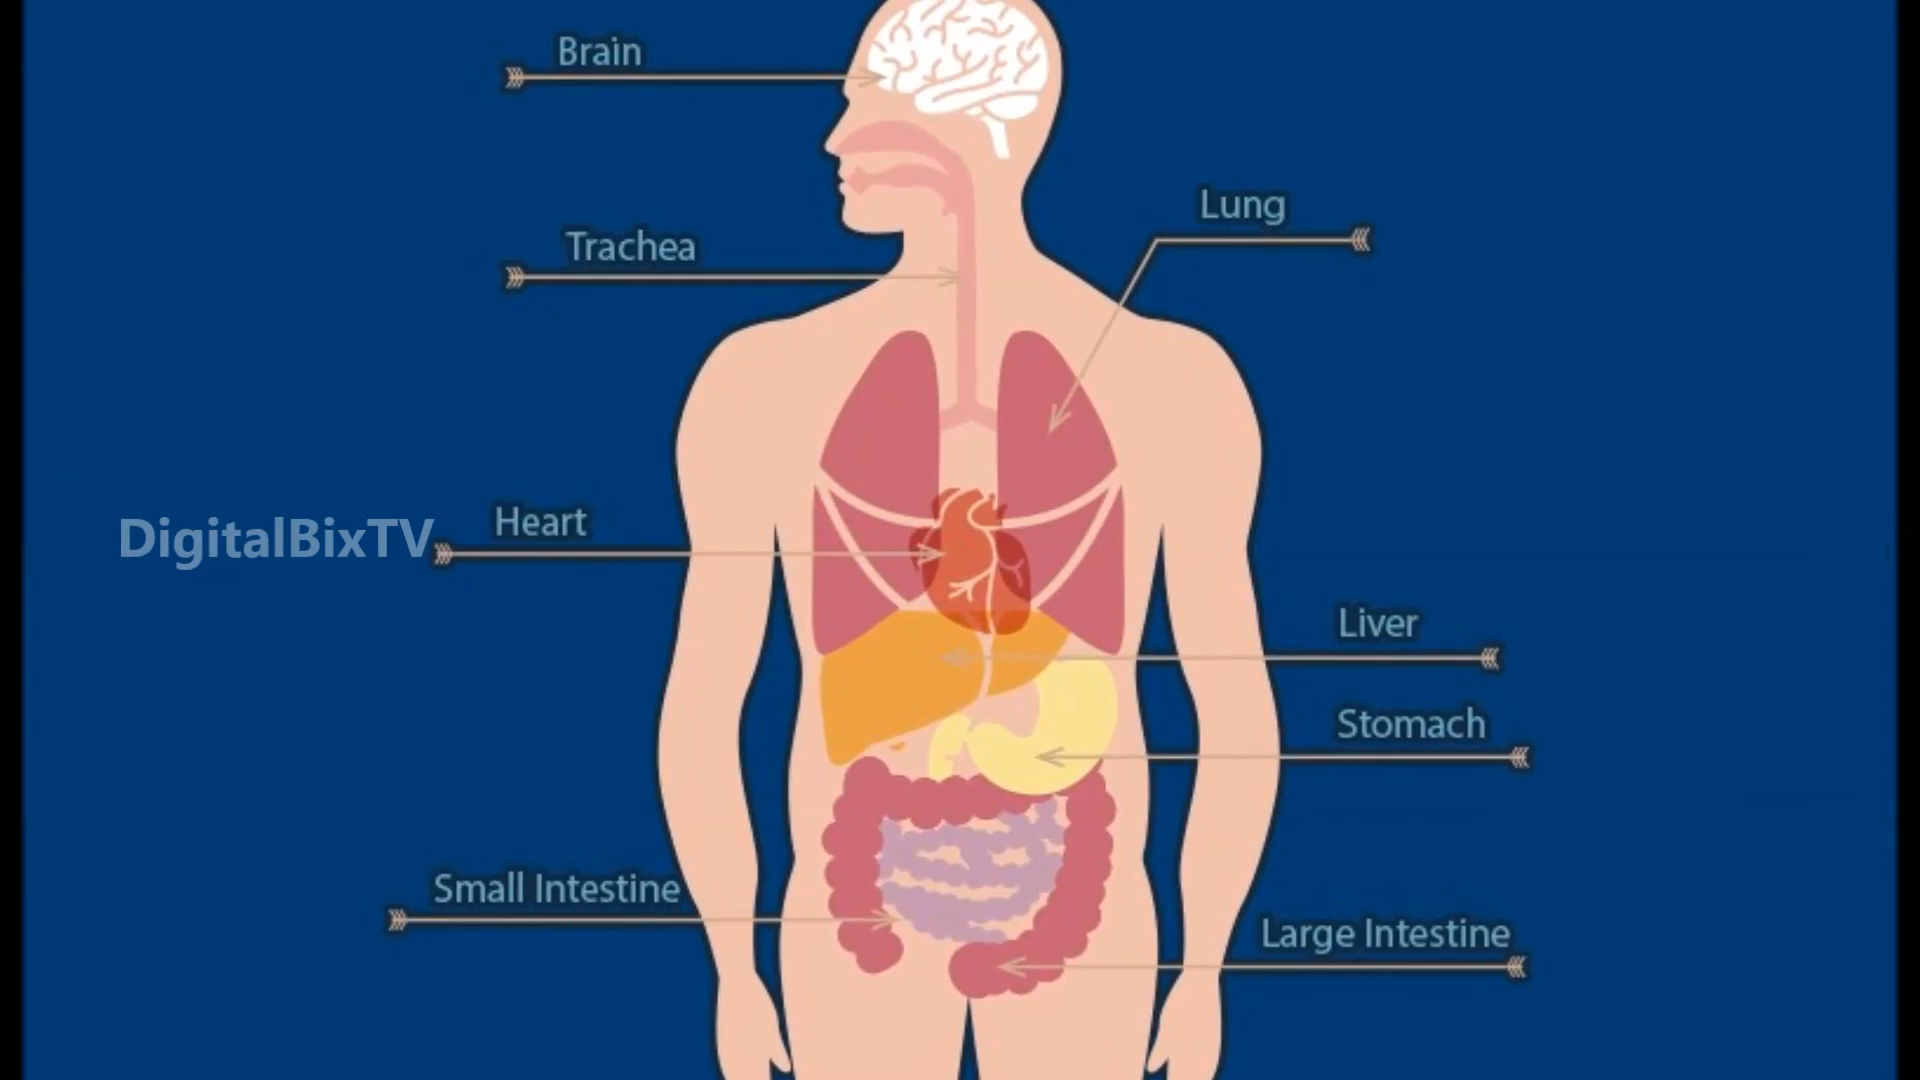 Brain
Lung
Trachea
Heart
DigitalBixTV
Liver
Stomach
Small Intestine
Large Intestine